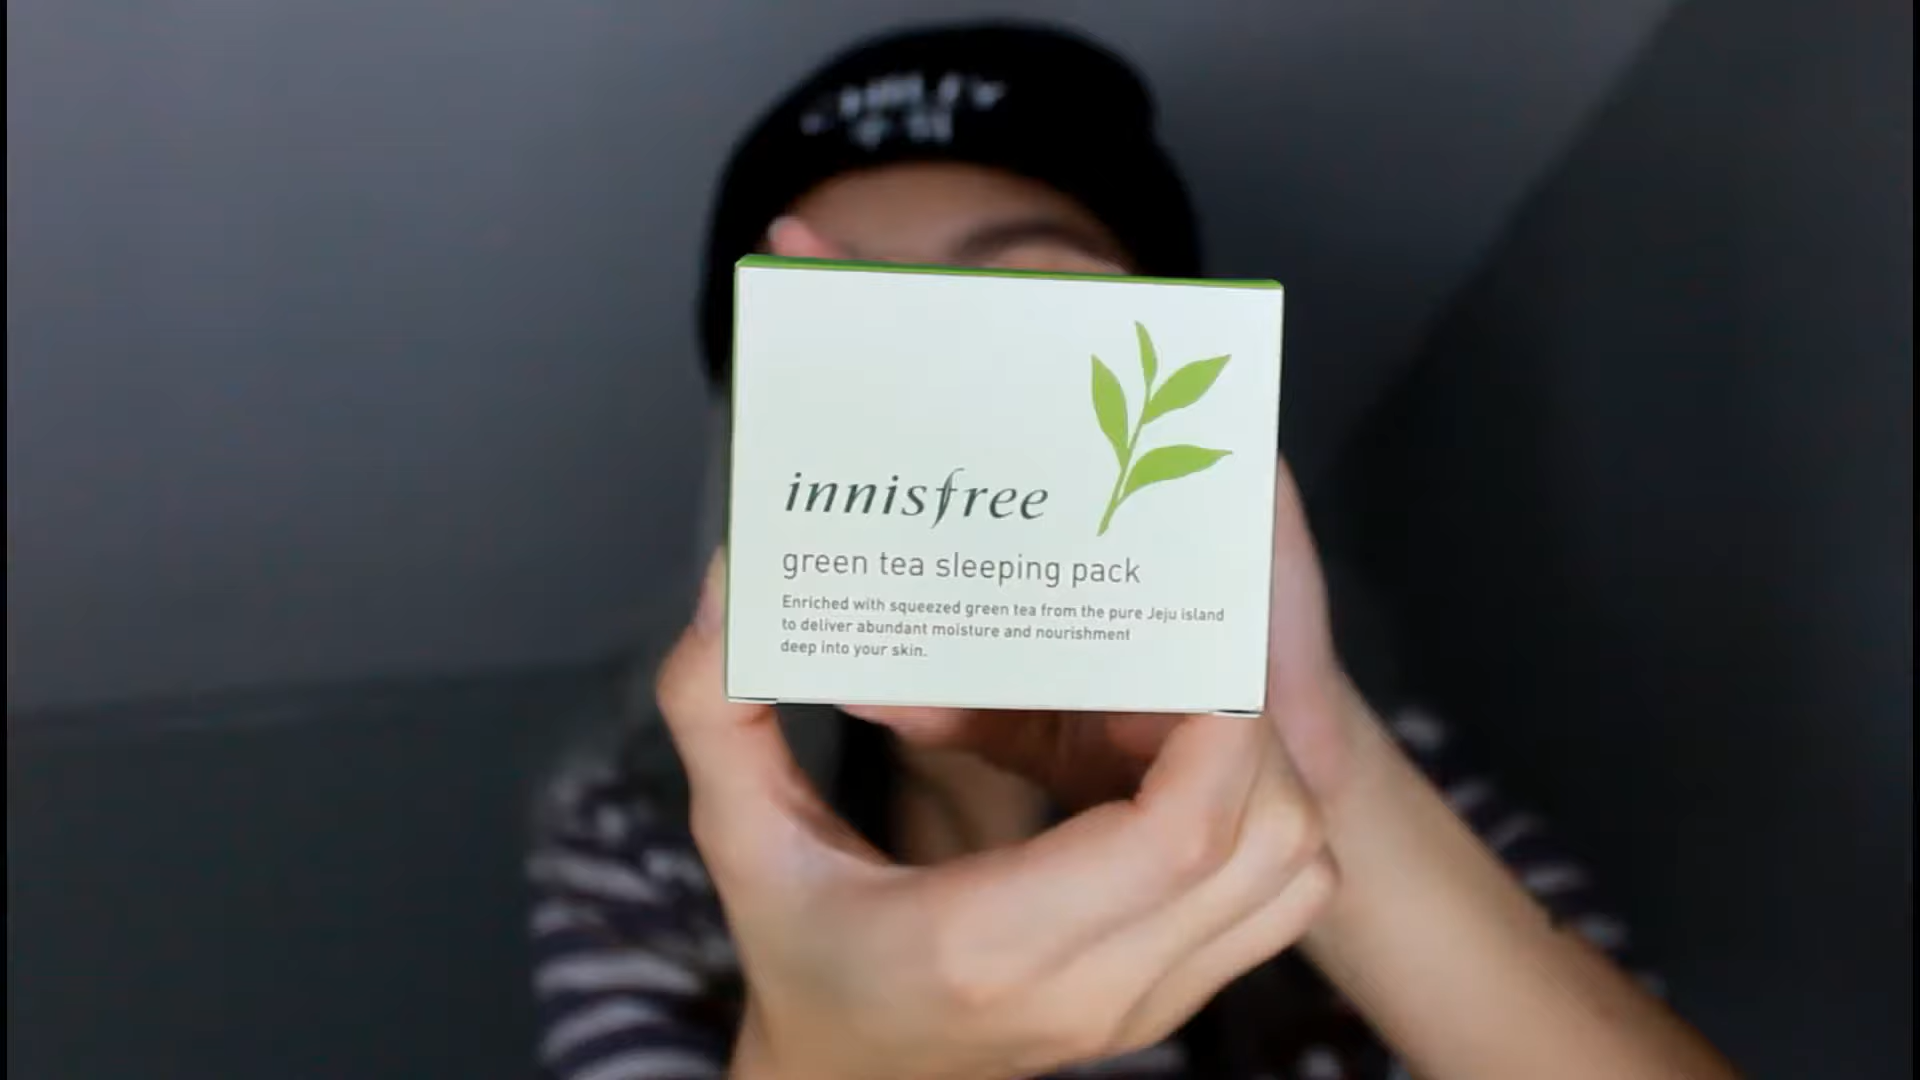 innisfree
green tea sleeping pack
Enriched with squeezed green tea from the pure Jeju island
to deliver abundant moisture and nourishment
deep into your skin.